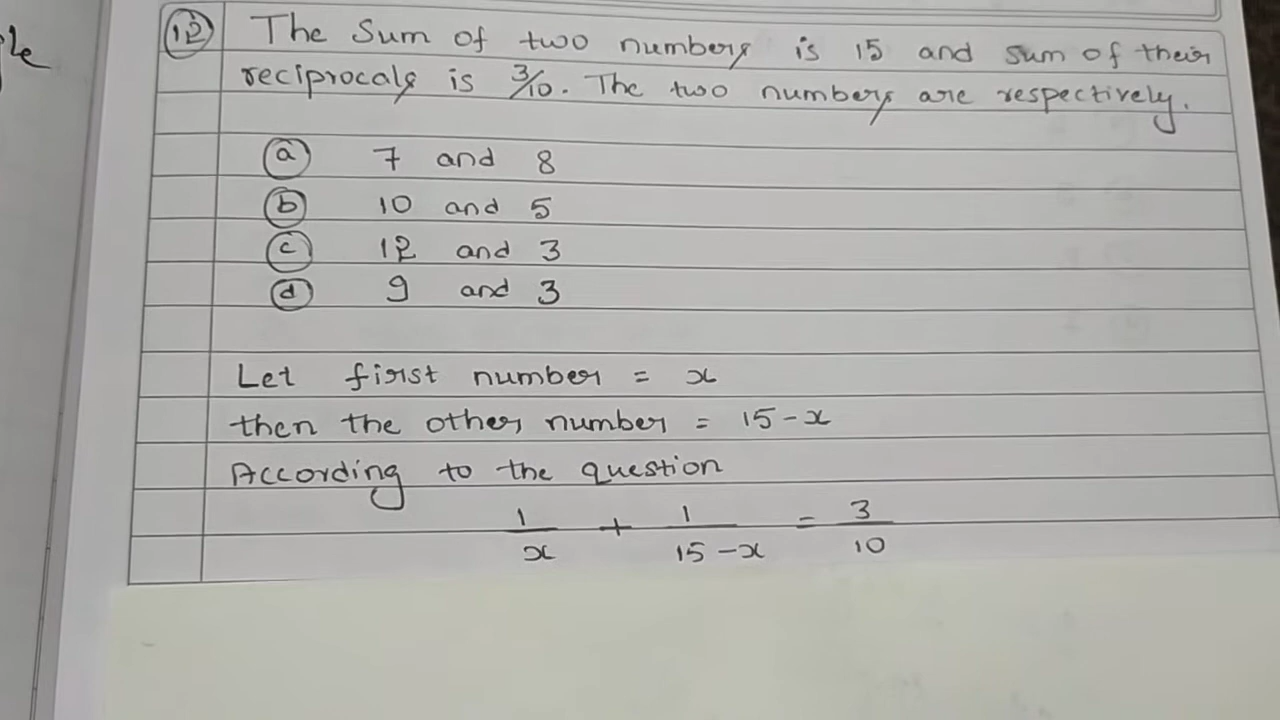 (12) The Sum of two numbers is 15 and sum of their
reciprocals is 3/10. The two numbers are respectively.
(a) 7 and 8
(b) 10 and 5
(c) 12 and 3
(d) 9 and 3
Let first number = x
then the other number = 15-x
According to the question
1/x + 1/15-x = 3/10